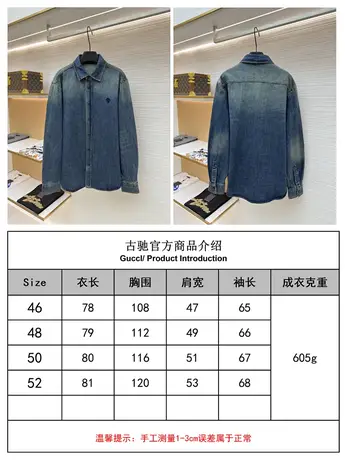 古驰官方商品介绍
Gucci/ Product Introduction
Size 衣长 胸围 肩宽 袖长 成衣克重
46 78 108 47 65
48 79 112 49 66
50 80 116 51 67
52 81 120 53 68
605g
温馨提示：手工测量1-3cm误差属于正常